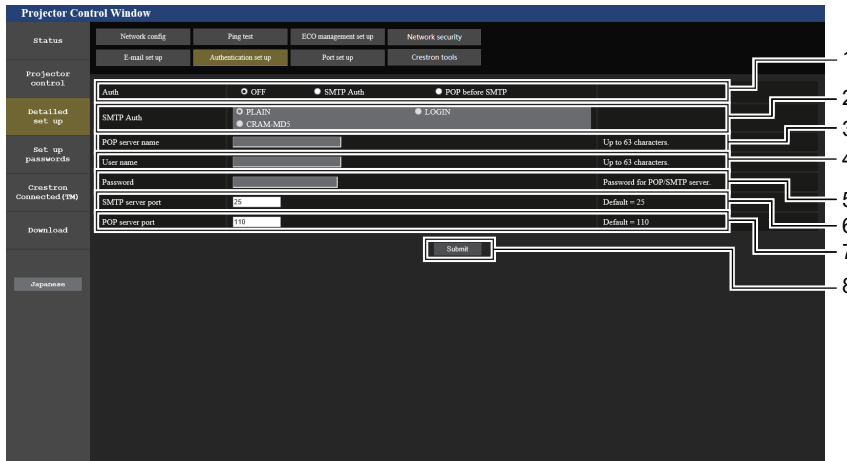 Projector Control Window
Status
Network config
Ping test
ECO management set up
Network security
E-mail set up
Authentication set up
Port set up
Crestron tools
Projector
control
Detailed
set up
Set up
passwords
Crestron
Connected(TM)
Download
Japanese
Auth OFF SMTP Auth POP before SMTP
SMTP Auth PLAIN LOGIN
CRAM-MD5
POP server name Up to 63 characters.
User name Up to 63 characters.
Password Password for POP/SMTP server.
SMTP server port 25 Default = 25
POP server port 110 Default = 110
Submit
1
2
3
4
5
6
7
8